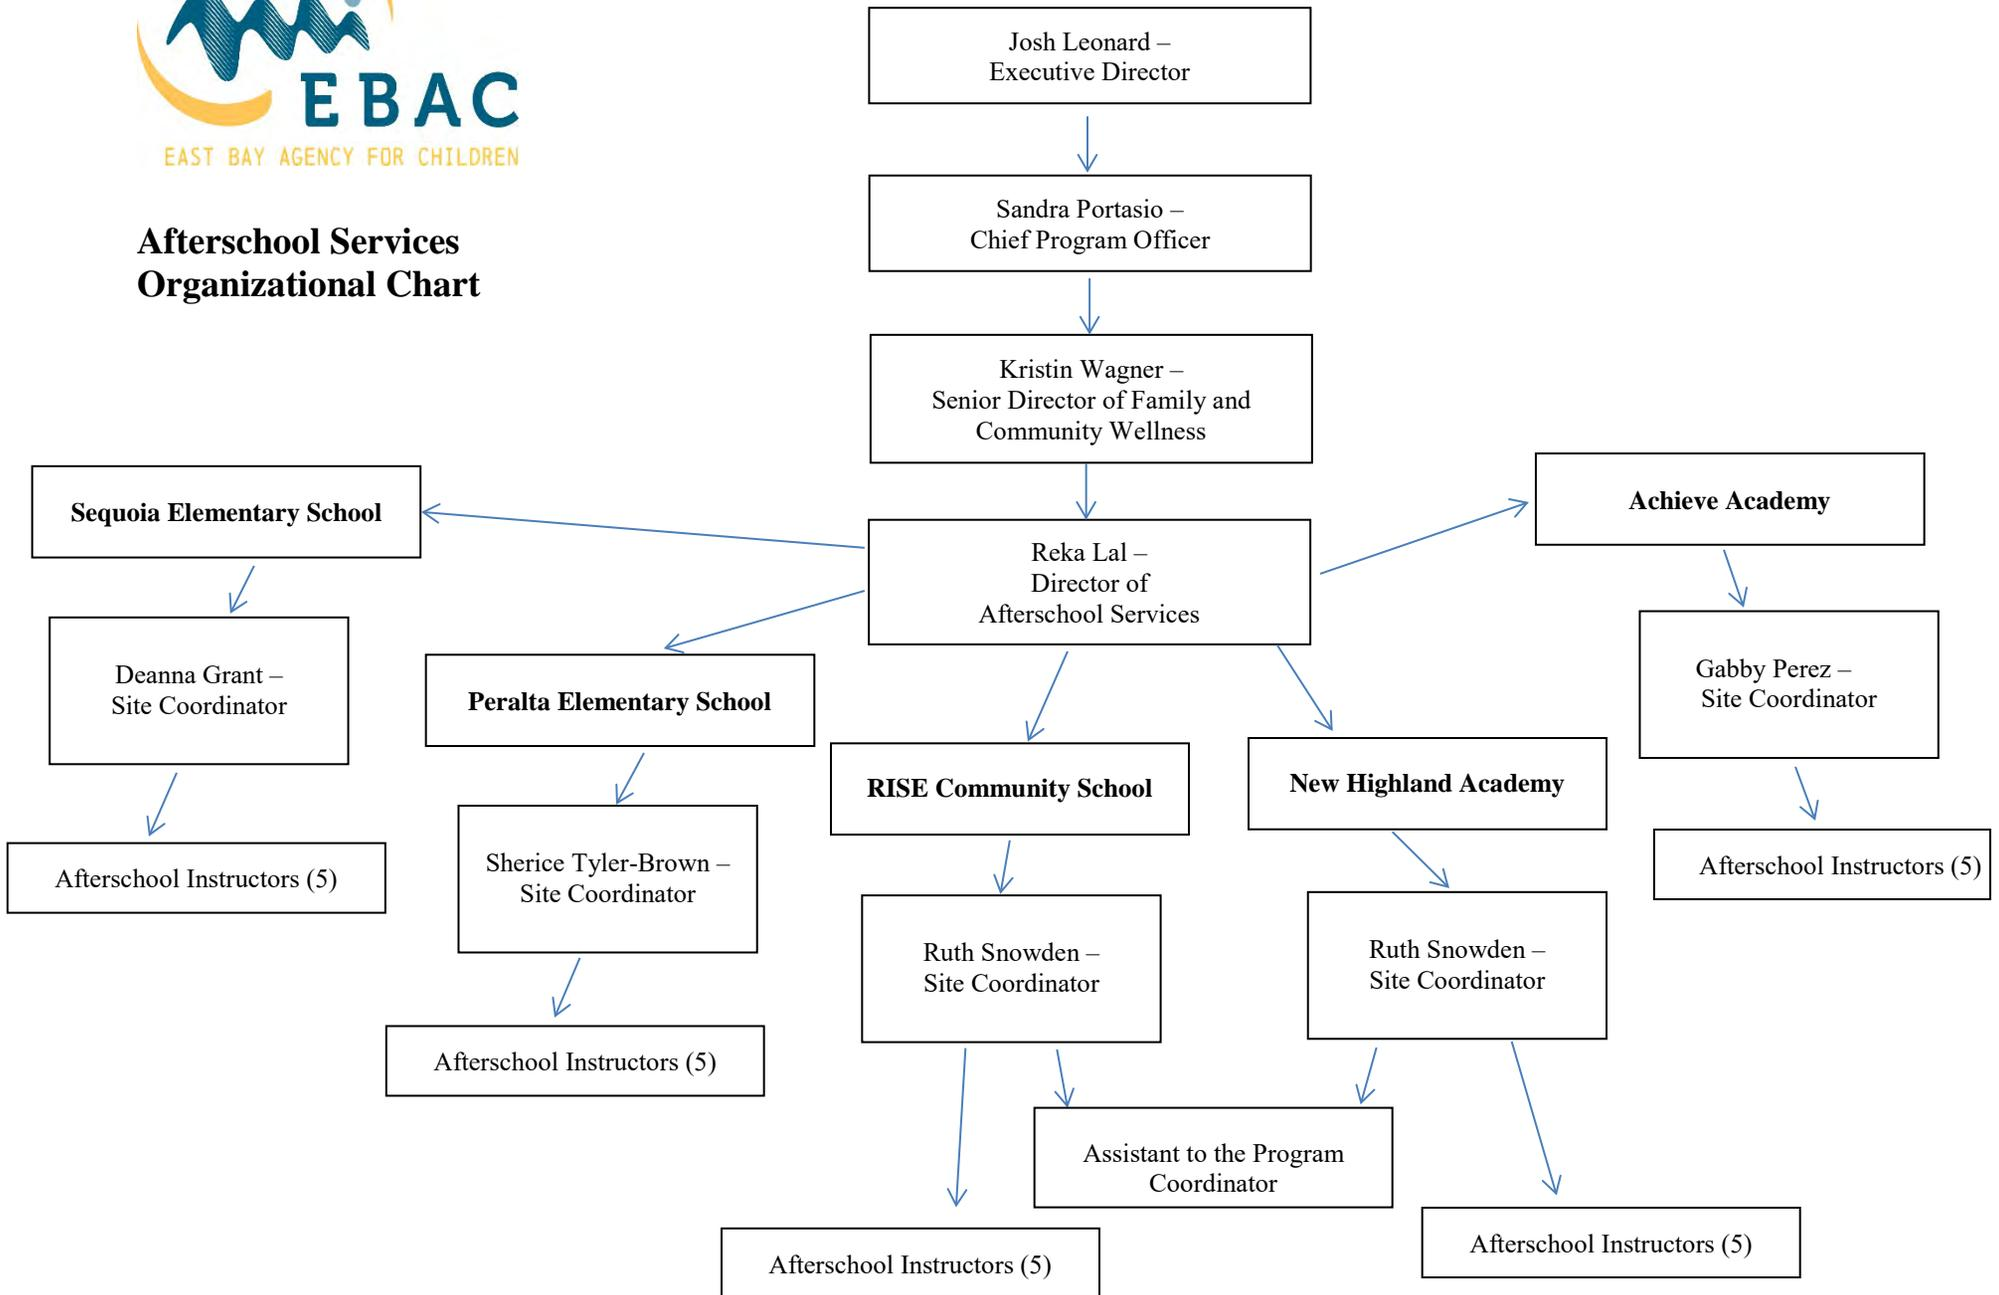 EBAC
EAST BAY AGENCY FOR CHILDREN
Afterschool Services
Organizational Chart
Josh Leonard –
Executive Director
Sandra Portasio –
Chief Program Officer
Kristin Wagner –
Senior Director of Family and
Community Wellness
Reka Lal –
Director of
Afterschool Services
Sequoia Elementary School
Deanna Grant –
Site Coordinator
Afterschool Instructors (5)
Peralta Elementary School
Sherice Tyler-Brown –
Site Coordinator
Afterschool Instructors (5)
RISE Community School
Ruth Snowden –
Site Coordinator
Afterschool Instructors (5)
Assistant to the Program
Coordinator
New Highland Academy
Ruth Snowden –
Site Coordinator
Afterschool Instructors (5)
Achieve Academy
Gabby Perez –
Site Coordinator
Afterschool Instructors (5)